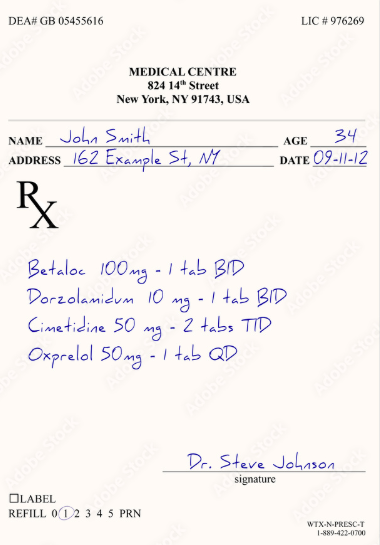 DEA# GB 05455616 LIC # 976269
MEDICAL CENTRE
824 14th Street
New York, NY 91743, USA
NAME John Smith AGE 34
ADDRESS 162 Example St, NY DATE 09-11-12
Rx
Betaloc 100mg - 1 tab BID
Dorzolamidum 10 mg - 1 tab BID
Cimetidine 50 mg - 2 tabs TID
Oxprelol 50mg - 1 tab QD
Dr. Steve Johnson
signature
☐LABEL
REFILL 0 1 2 3 4 5 PRN
WTX-N-PRESC-T
1-889-422-0700
Adobe Stock